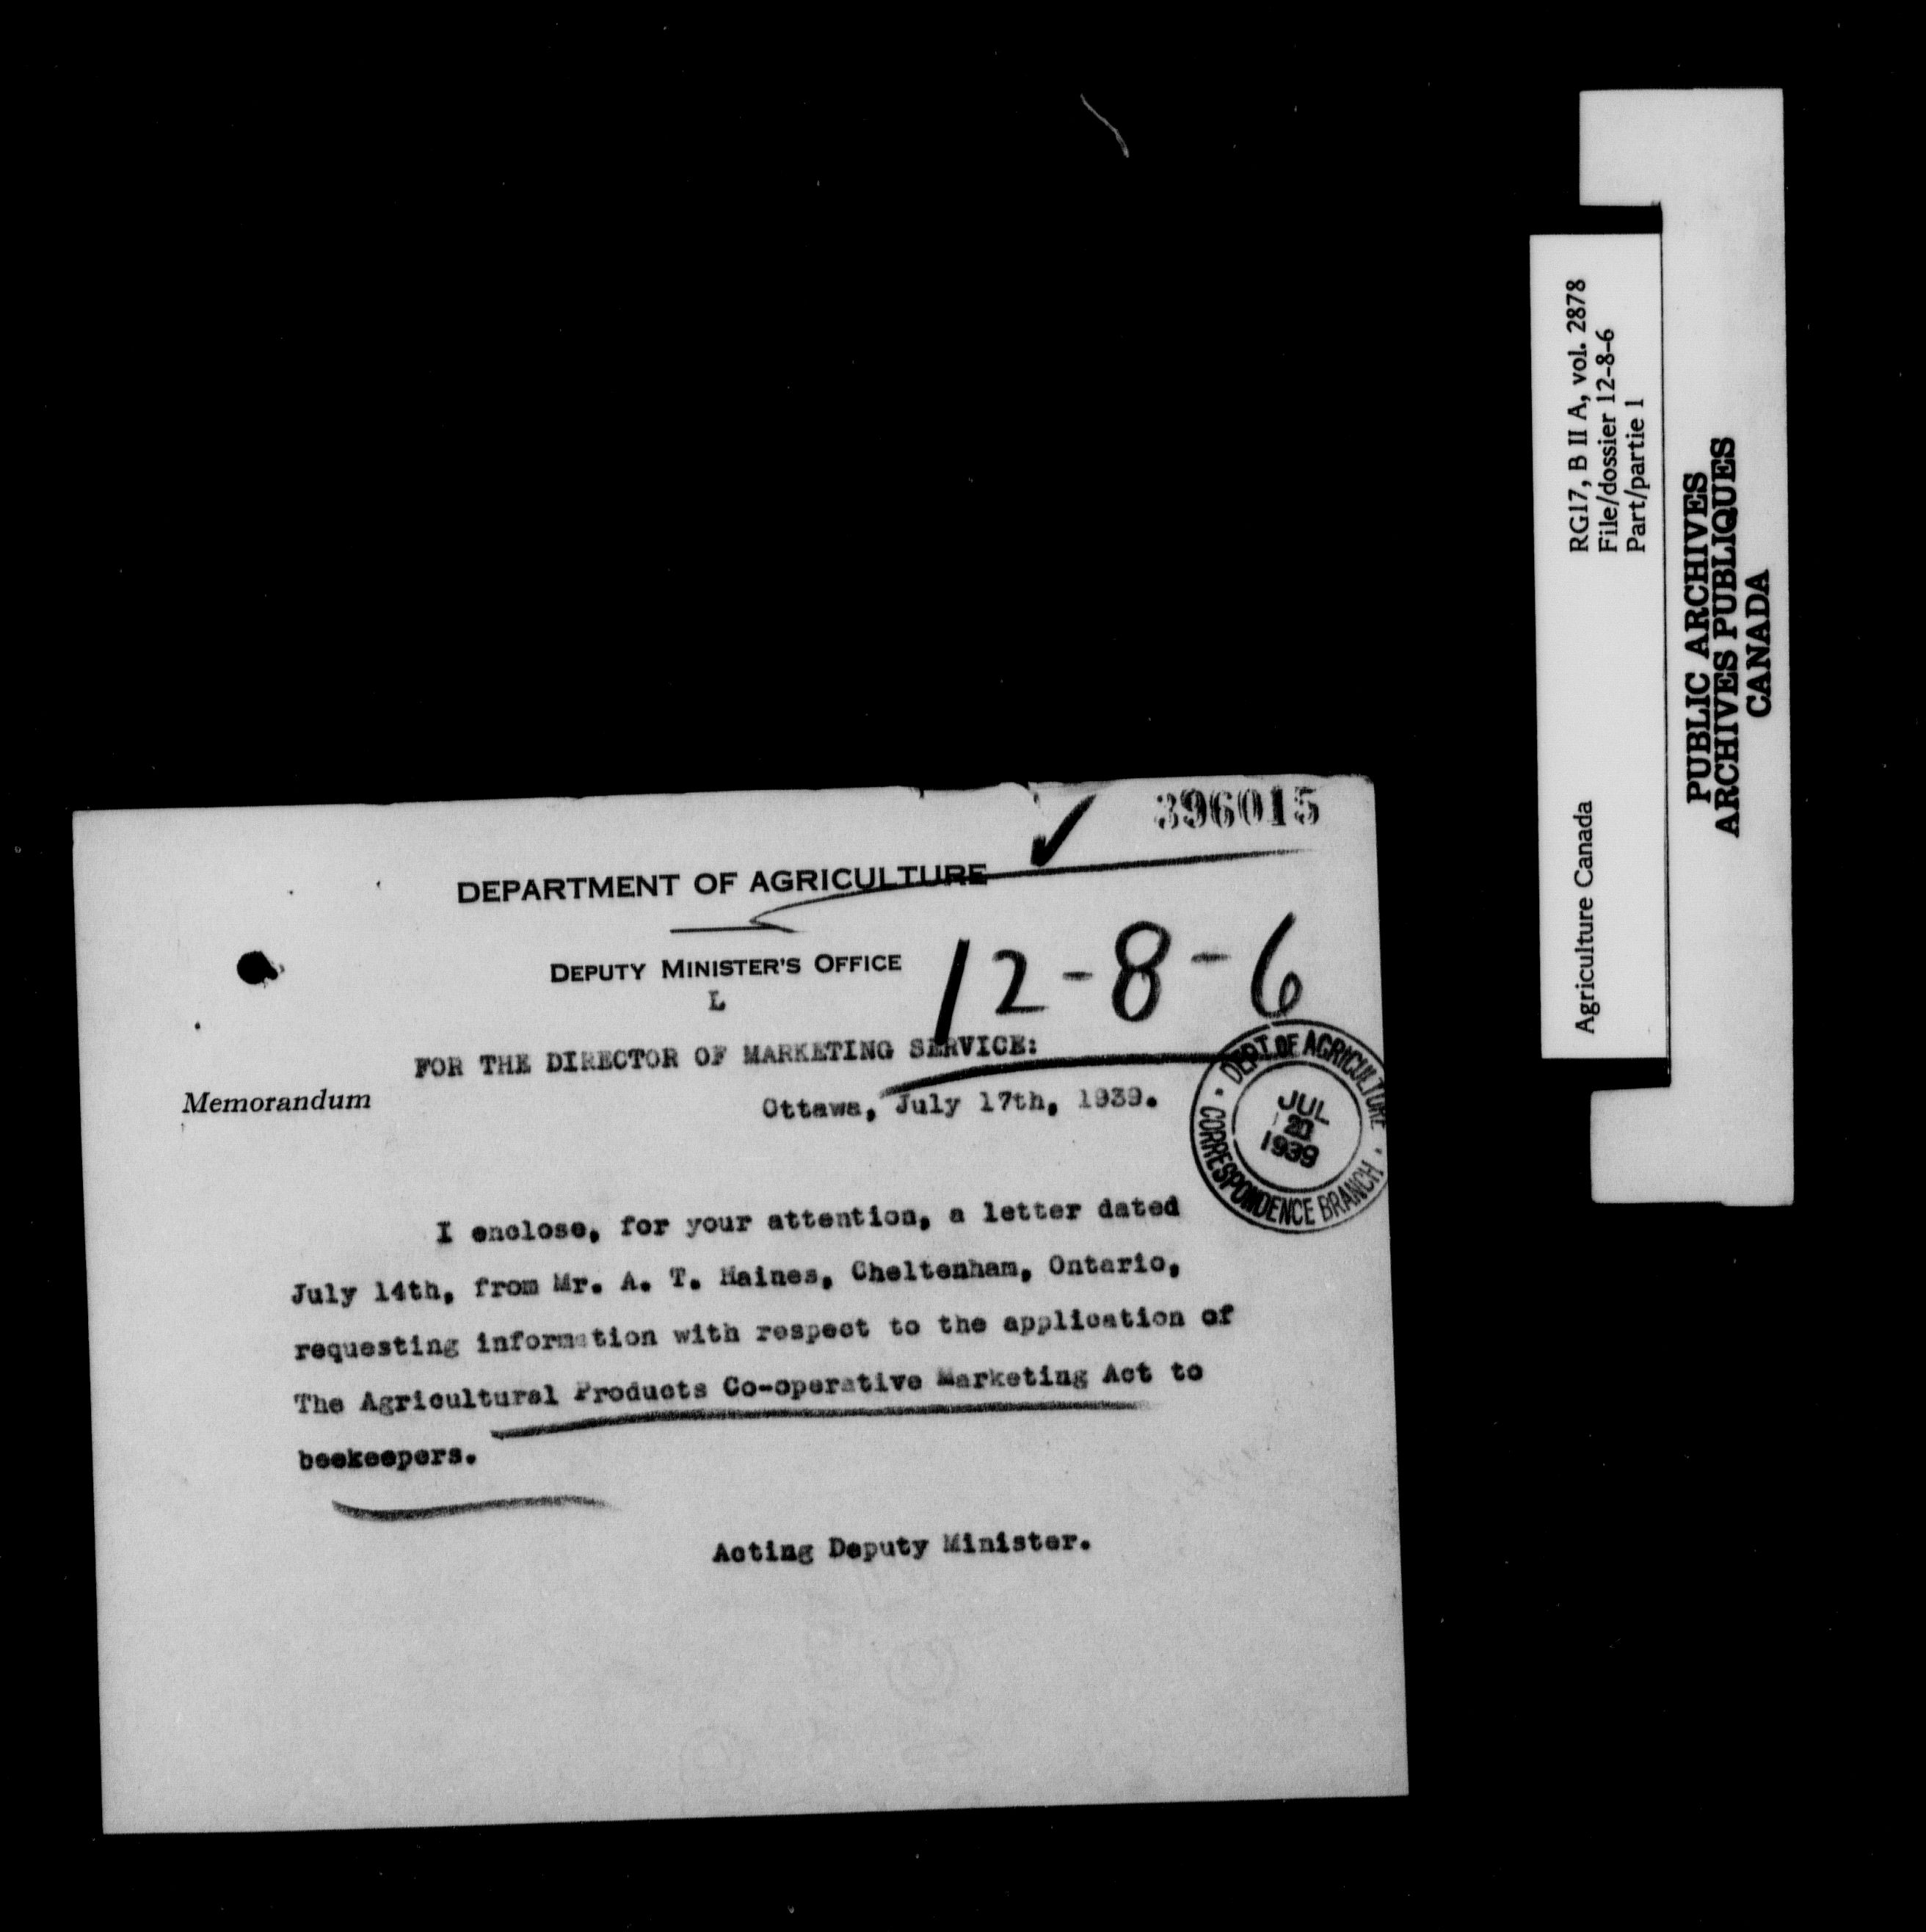 396015
DEPARTMENT OF AGRICULTURE
DEPUTY MINISTER'S OFFICE
12-8-6
L
FOR THE DIRECTOR OF MARKETING SERVICE:
Memorandum
Ottawa, July 17th, 1939.
DEPT. OF AGRICULTURE
JUL
20
1939
CORRESPONDENCE BRANCH
I enclose, for your attention, a letter dated
July 14th, from Mr. A. T. Haines, Cheltenham, Ontario,
requesting information with respect to the application of
The Agricultural Products Co-operative Marketing Act to
beekeepers.
Acting Deputy Minister.
Agriculture Canada
RG17, B II A, vol. 2878
File/dossier 12-8-6
Part/partie 1
PUBLIC ARCHIVES
ARCHIVES PUBLIQUES
CANADA